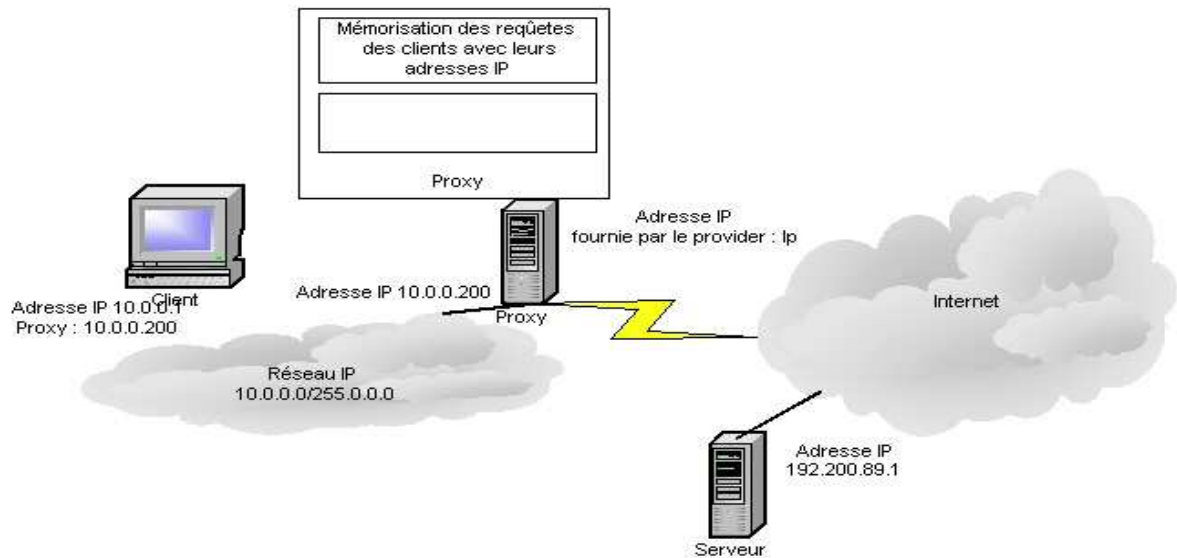 Mémorisation des reqûetes
des clients avec leurs
adresses IP
Proxy
Adresse IP
fournie par le provider : Ip
Adresse IP 10.0.0.200
Proxy
Client
Adresse IP 10.0.0.1
Proxy : 10.0.0.200
Internet
Réseau IP
10.0.0.0/255.0.0.0
Adresse IP
192.200.89.1
Serveur